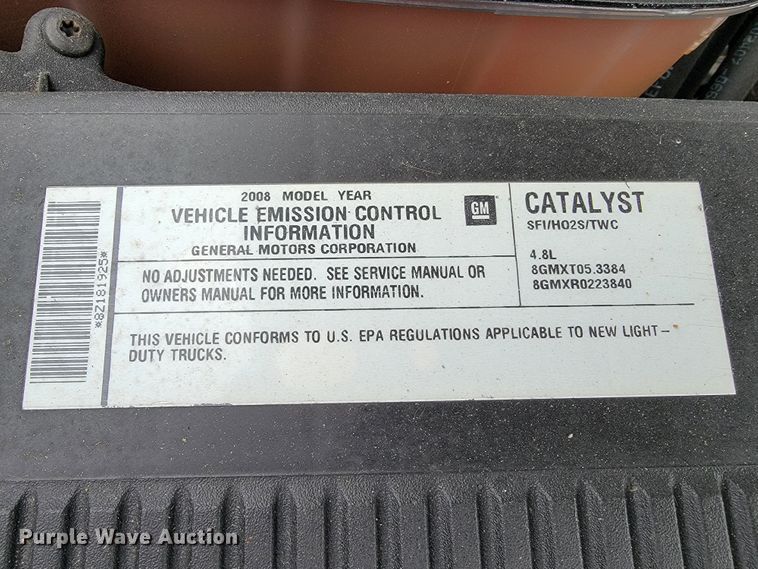 2008 MODEL YEAR
VEHICLE EMISSION CONTROL
INFORMATION
GENERAL MOTORS CORPORATION
GM
CATALYST
SFI/HO2S/TWC
4.8L
8GMXT05.3384
8GMXR0223840
NO ADJUSTMENTS NEEDED. SEE SERVICE MANUAL OR
OWNERS MANUAL FOR MORE INFORMATION.
THIS VEHICLE CONFORMS TO U.S. EPA REGULATIONS APPLICABLE TO NEW LIGHT-
DUTY TRUCKS.
*8Z181925*
Purple Wave Auction